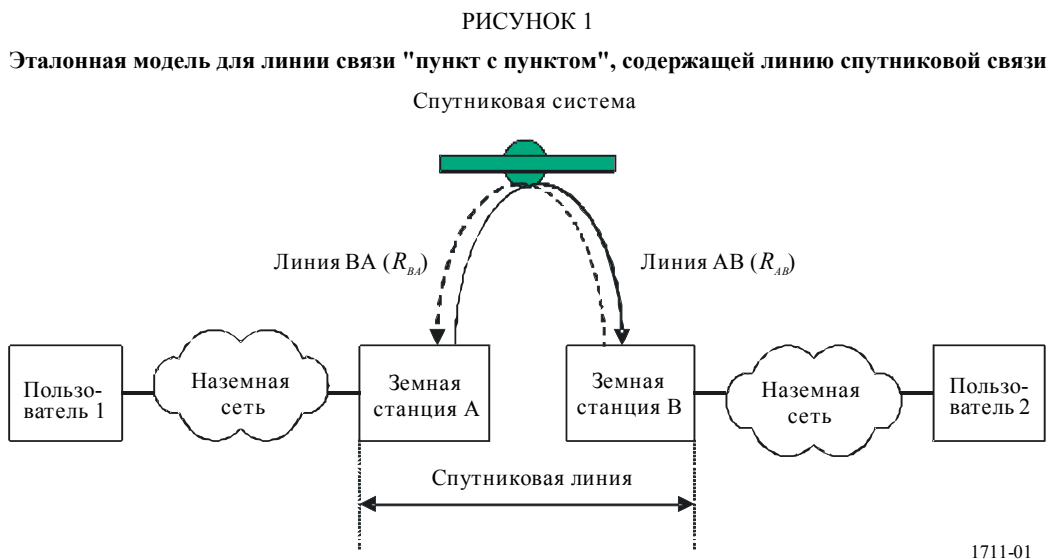 РИСУНОК 1
Эталонная модель для линии связи "пункт с пунктом", содержащей линию спутниковой связи
Спутниковая система
Линия BA (R_BA)
Линия AB (R_AB)
Пользо-
ватель 1
Наземная
сеть
Земная
станция A
Земная
станция B
Наземная
сеть
Пользо-
ватель 2
Спутниковая линия
1711-01